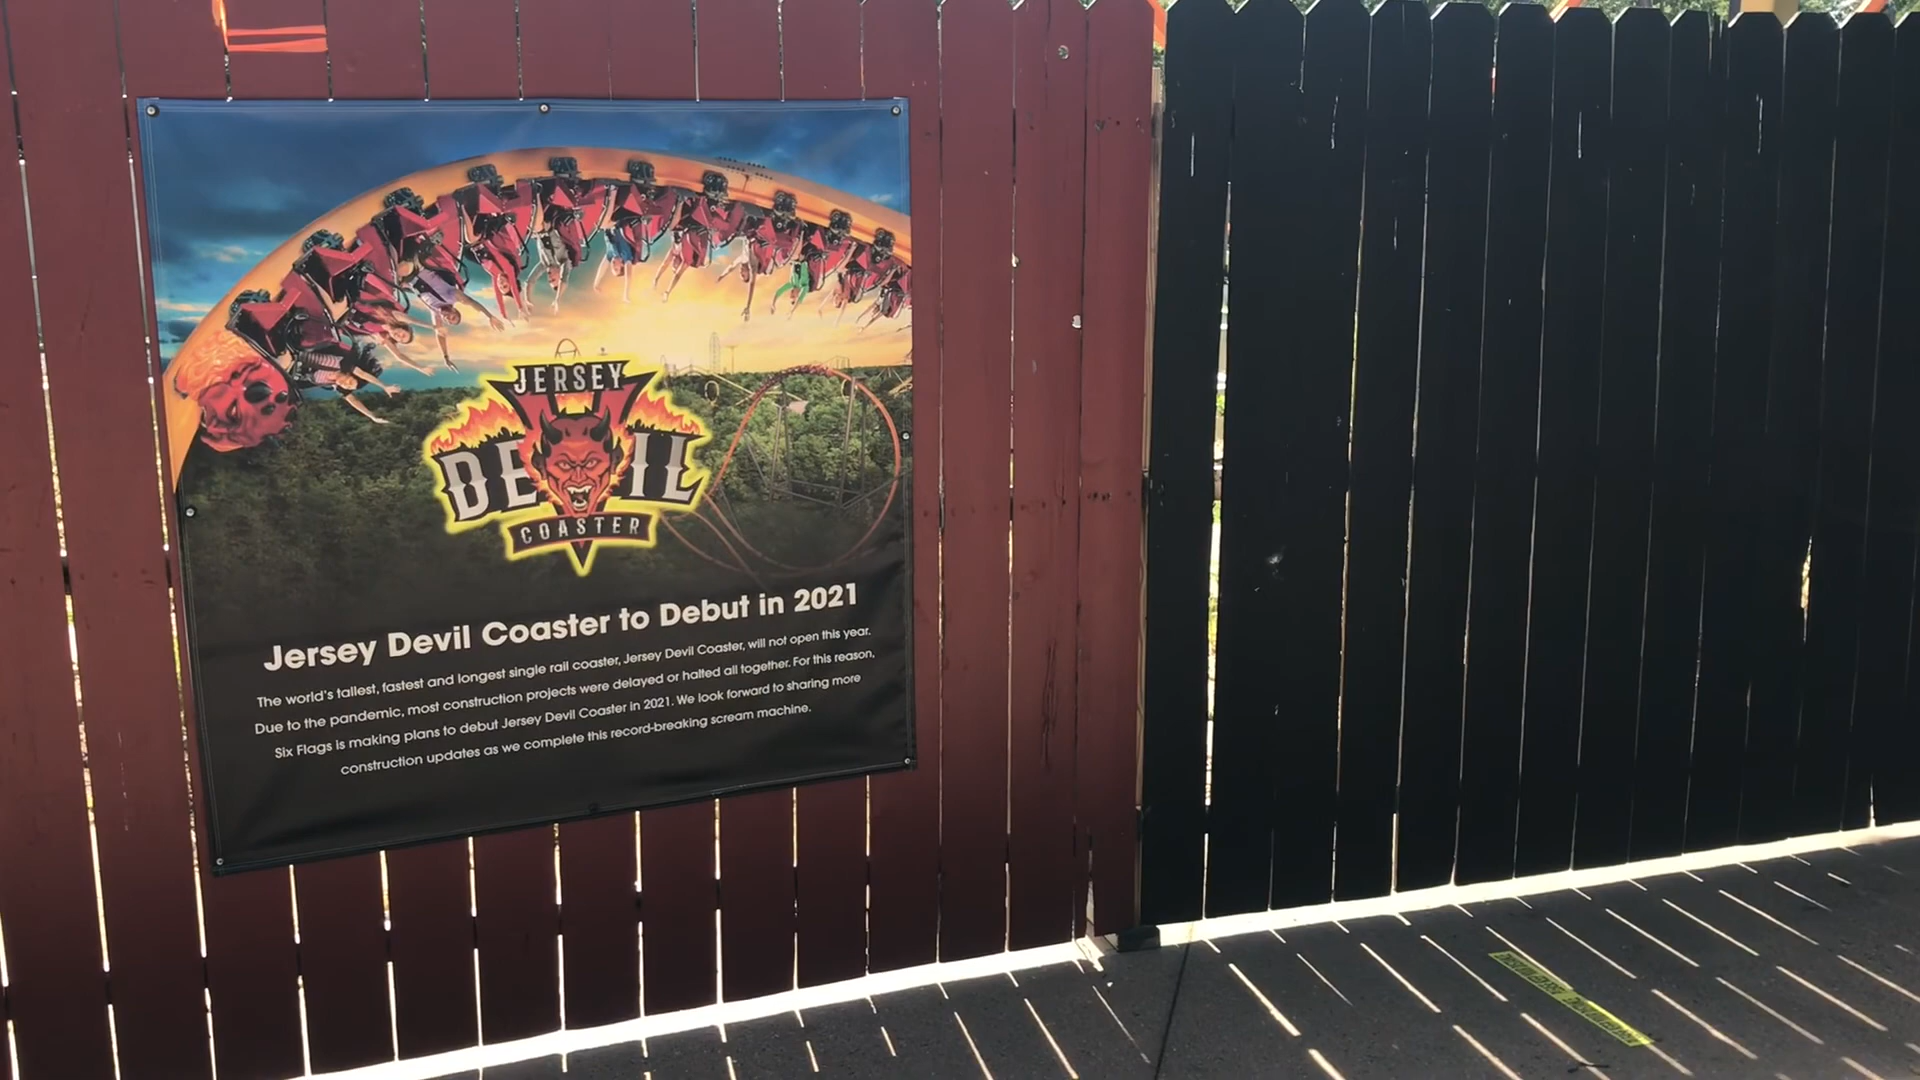 JERSEY
DEVIL
COASTER
Jersey Devil Coaster to Debut in 2021
The world's tallest, fastest and longest single rail coaster, Jersey Devil Coaster, will not open this year.
Due to the pandemic, most construction projects were delayed or halted all together. For this reason,
Six Flags is making plans to debut Jersey Devil Coaster in 2021. We look forward to sharing more
construction updates as we complete this record-breaking scream machine.